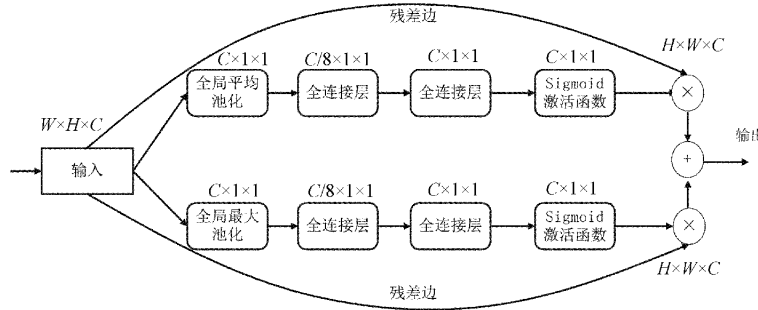 残差边
H×W×C
C×1×1
C/8×1×1
C×1×1
C×1×1
全局平均
池化
全连接层
全连接层
Sigmoid
激活函数
×
W×H×C
输入
+
输出
C×1×1
C/8×1×1
C×1×1
C×1×1
全局最大
池化
全连接层
全连接层
Sigmoid
激活函数
×
H×W×C
残差边